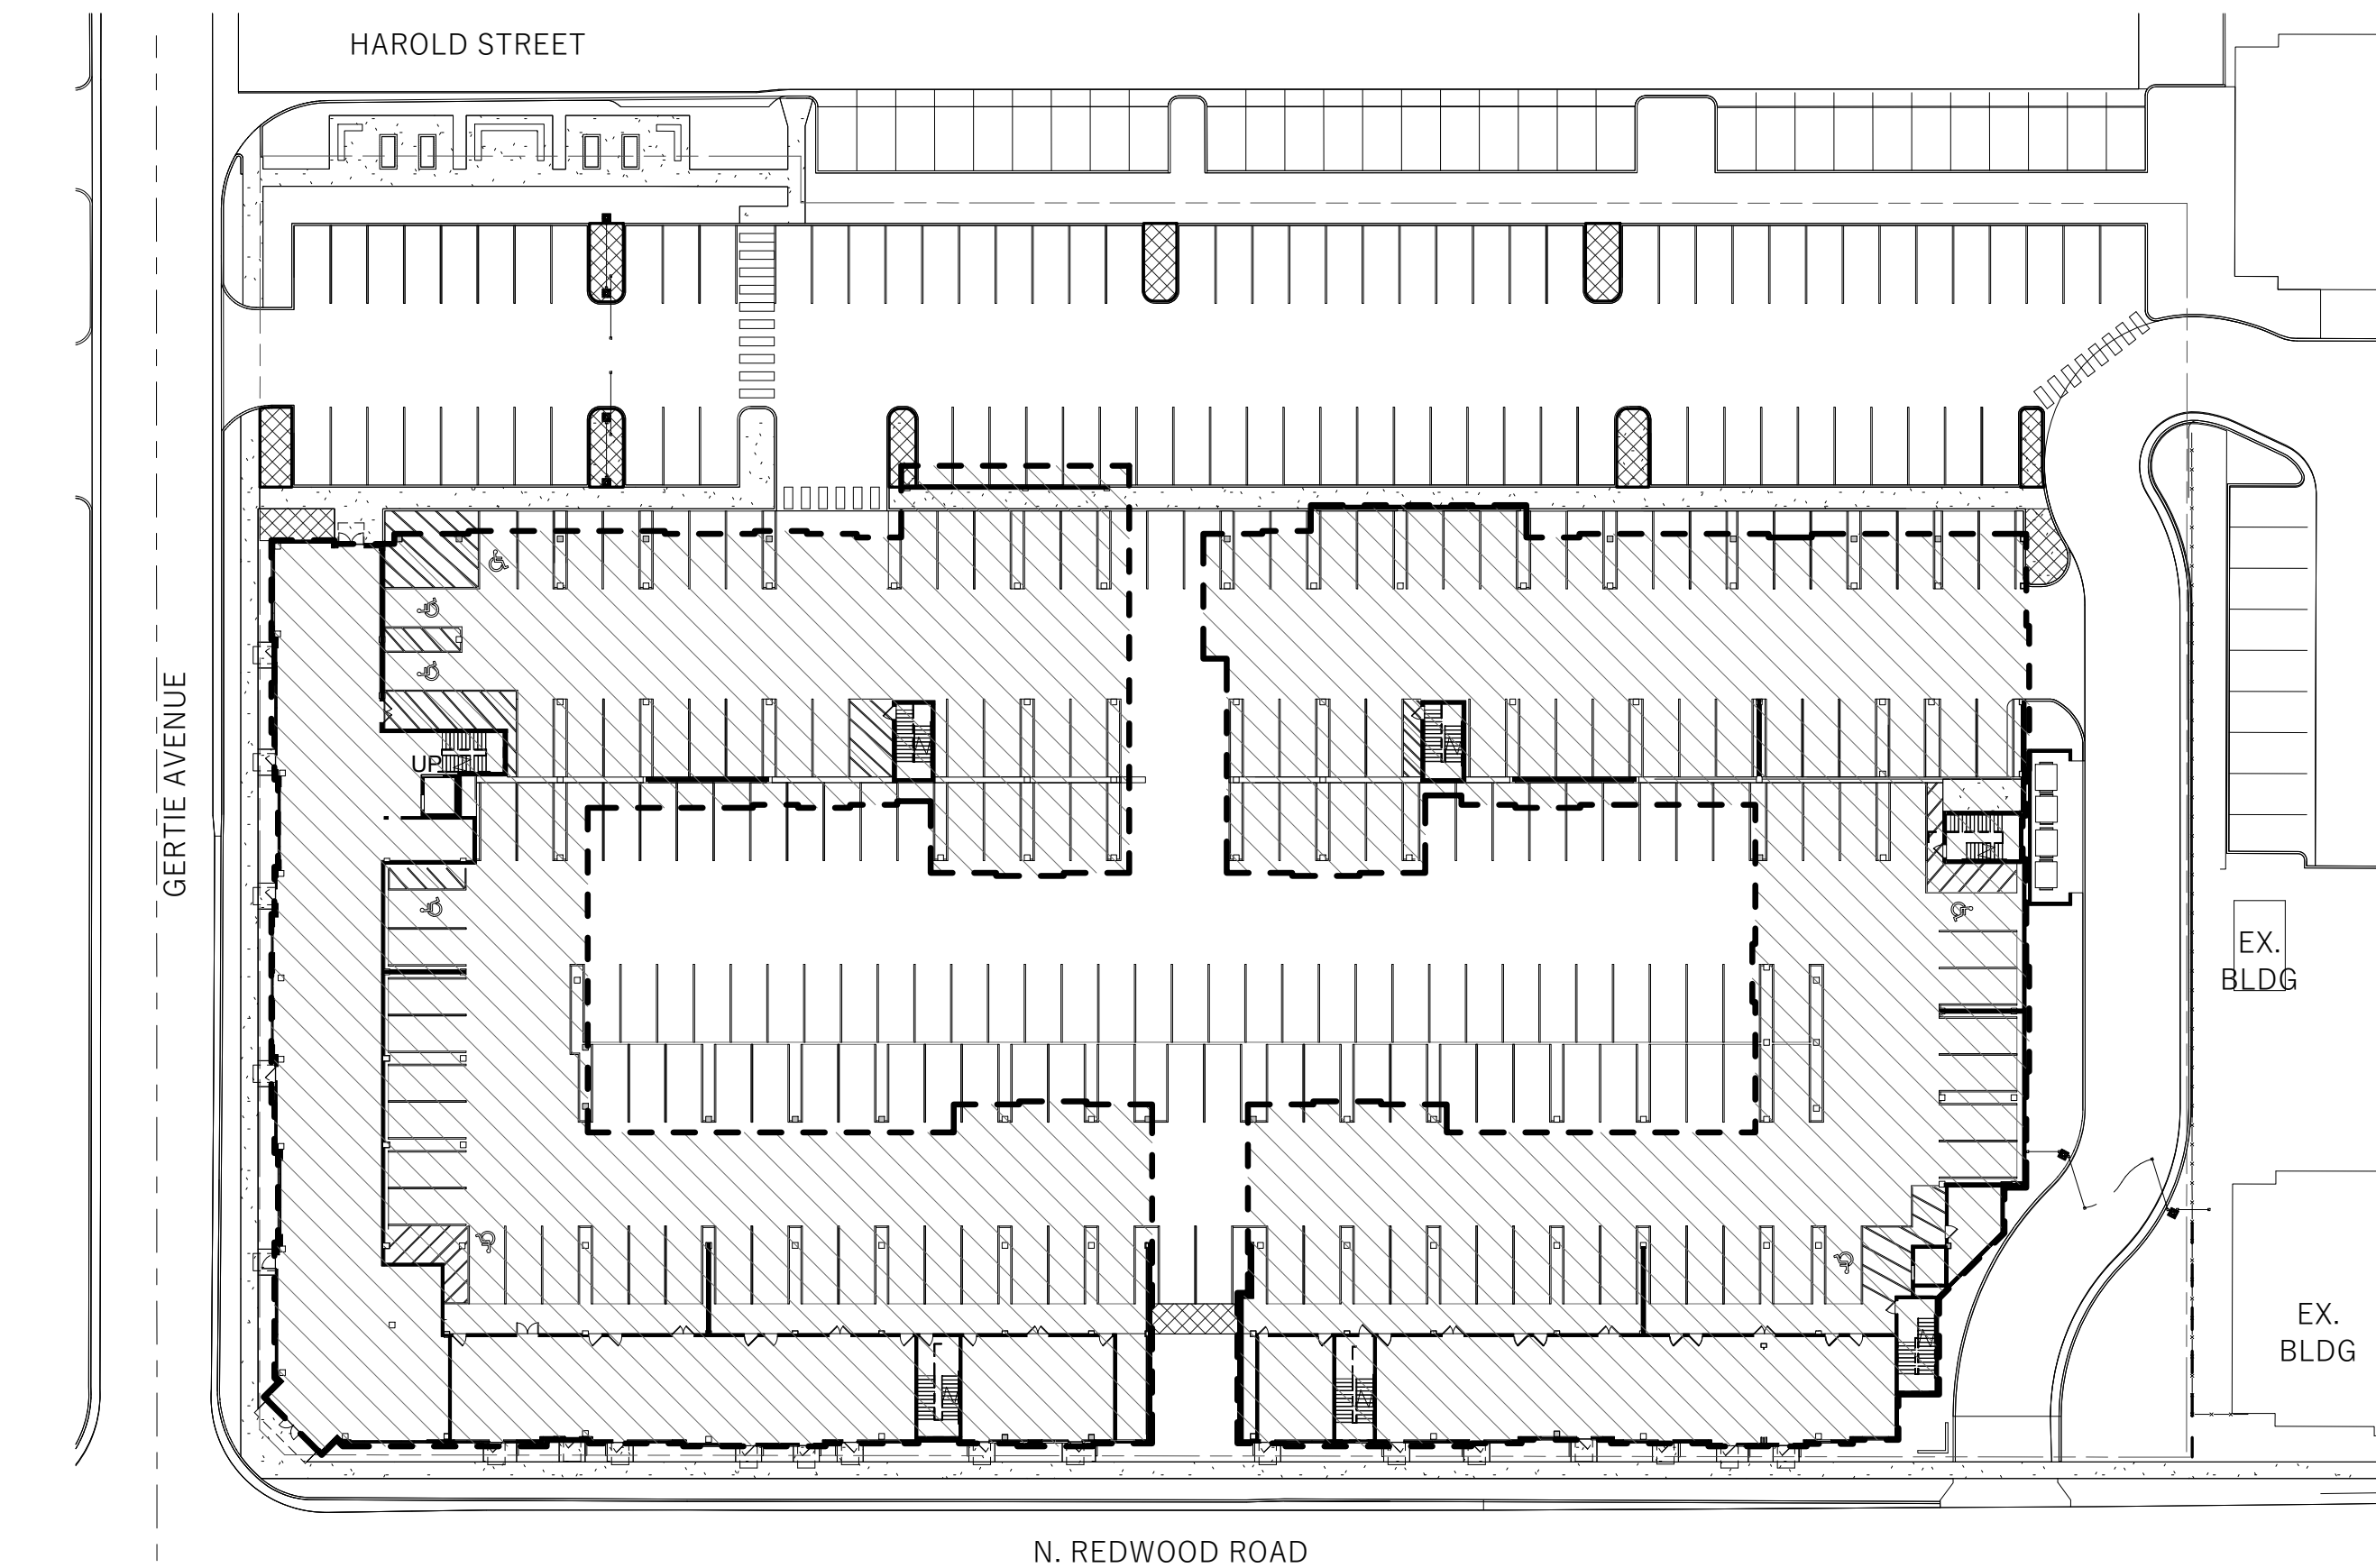 HAROLD STREET
GERTIE AVENUE
UP
EX.
BLDG
EX.
BLDG
N. REDWOOD ROAD